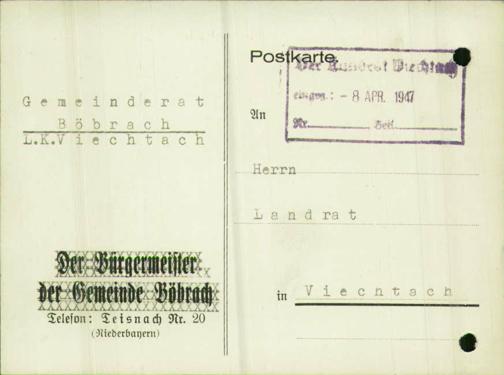 Gemeinderat
Böbrach
L.K.Viechtach
Der Bürgermeister
der Gemeinde Böbrach
Telefon: Teisnach Nr. 20
(Niederbayern)
Postkarte
Der Landrat Viechtach
eingeg.: - 8 APR. 1947
Nr. Beil.
An
Herrn
Landrat
in Viechtach